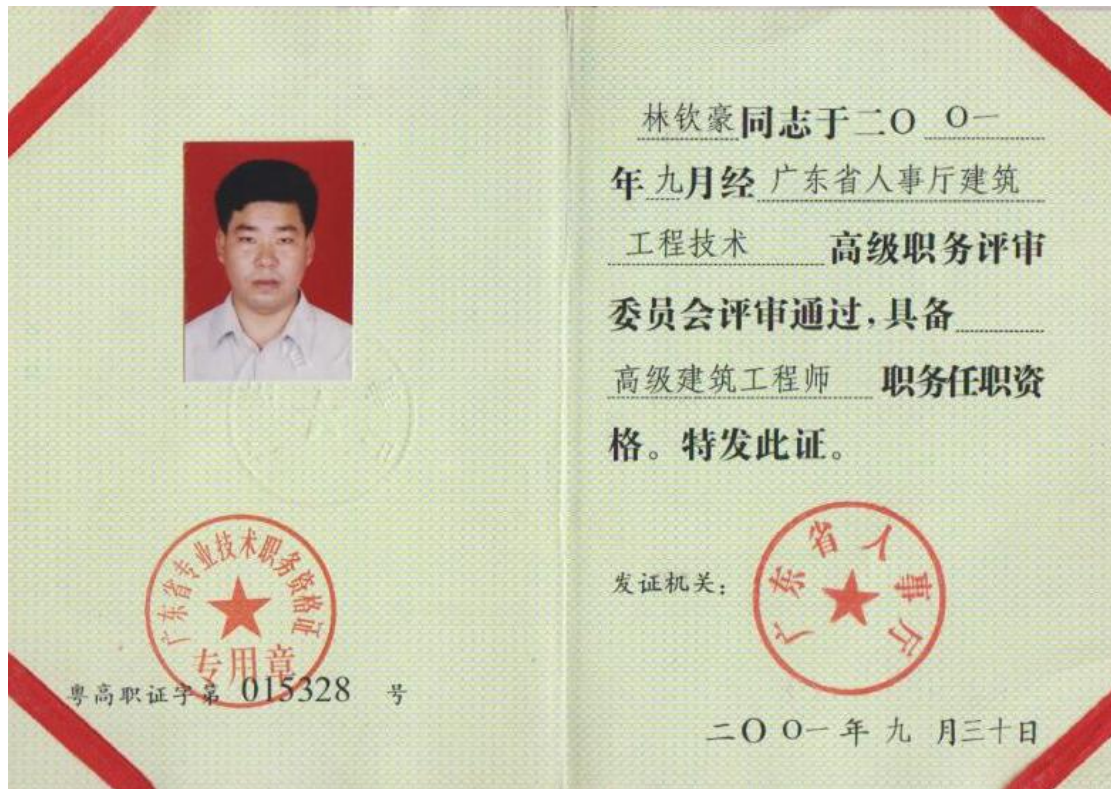 广东省专业技术职务资格证
专用章
粤高职证字第 015328 号
林钦豪同志于二〇〇一
年九月经广东省人事厅建筑
工程技术 高级职务评审
委员会评审通过，具备
高级建筑工程师 职务任职资
格。特发此证。
发证机关：
广东省人事厅
二〇〇一年 九 月三十日